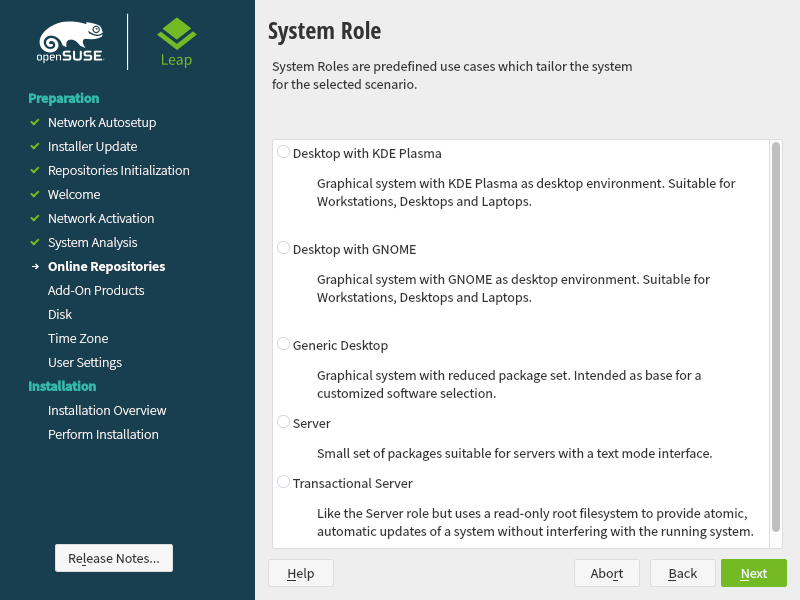 openSUSE
Leap
Preparation
Network Autosetup
Installer Update
Repositories Initialization
Welcome
Network Activation
System Analysis
Online Repositories
Add-On Products
Disk
Time Zone
User Settings
Installation
Installation Overview
Perform Installation
Release Notes...
System Role
System Roles are predefined use cases which tailor the system
for the selected scenario.
Desktop with KDE Plasma
Graphical system with KDE Plasma as desktop environment. Suitable for
Workstations, Desktops and Laptops.
Desktop with GNOME
Graphical system with GNOME as desktop environment. Suitable for
Workstations, Desktops and Laptops.
Generic Desktop
Graphical system with reduced package set. Intended as base for a
customized software selection.
Server
Small set of packages suitable for servers with a text mode interface.
Transactional Server
Like the Server role but uses a read-only root filesystem to provide atomic,
automatic updates of a system without interfering with the running system.
Help
Abort
Back
Next